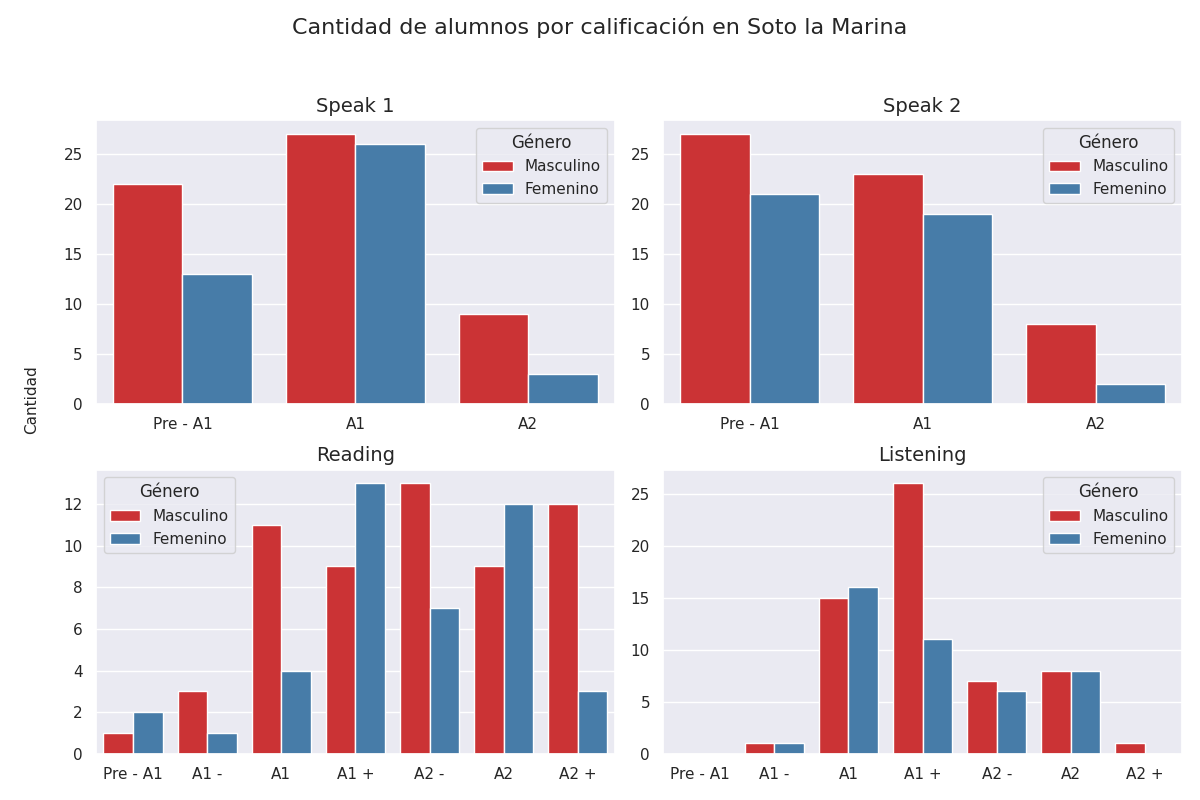 Cantidad de alumnos por calificación en Soto la Marina
Cantidad
Speak 1
Género
Masculino
Femenino
25
20
15
10
5
0
Pre - A1 A1 A2
Speak 2
Género
Masculino
Femenino
25
20
15
10
5
0
Pre - A1 A1 A2
Reading
Género
Masculino
Femenino
12
10
8
6
4
2
0
Pre - A1 A1 - A1 A1 + A2 - A2 A2 +
Listening
Género
Masculino
Femenino
25
20
15
10
5
0
Pre - A1 A1 - A1 A1 + A2 - A2 A2 +